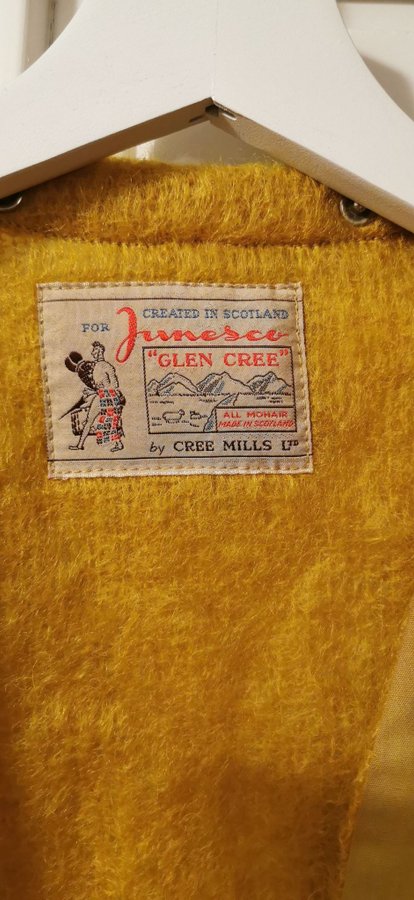 CREATED IN SCOTLAND
FOR Junesco
"GLEN CREE"
ALL MOHAIR
MADE IN SCOTLAND
by CREE MILLS LTD